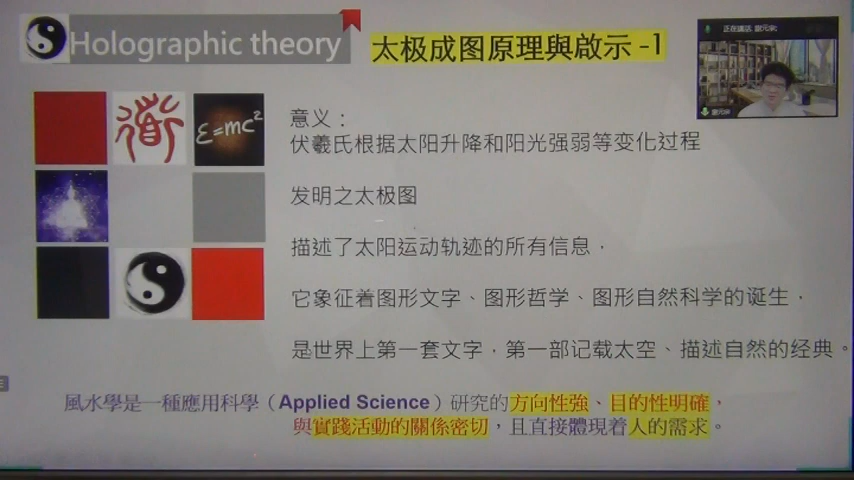 Holographic theory
太极成图原理與啟示 -1
正在講話:
道
ε=mc²
意义：
伏羲氏根据太阳升降和阳光强弱等变化过程
发明之太极图
描述了太阳运动轨迹的所有信息，
它象征着图形文字、图形哲学、图形自然科学的诞生，
是世界上第一套文字，第一部记载太空、描述自然的经典。
風水學是一種應用科學（Applied Science）研究的方向性強、目的性明確，
與實踐活動的關係密切，且直接體現着人的需求。